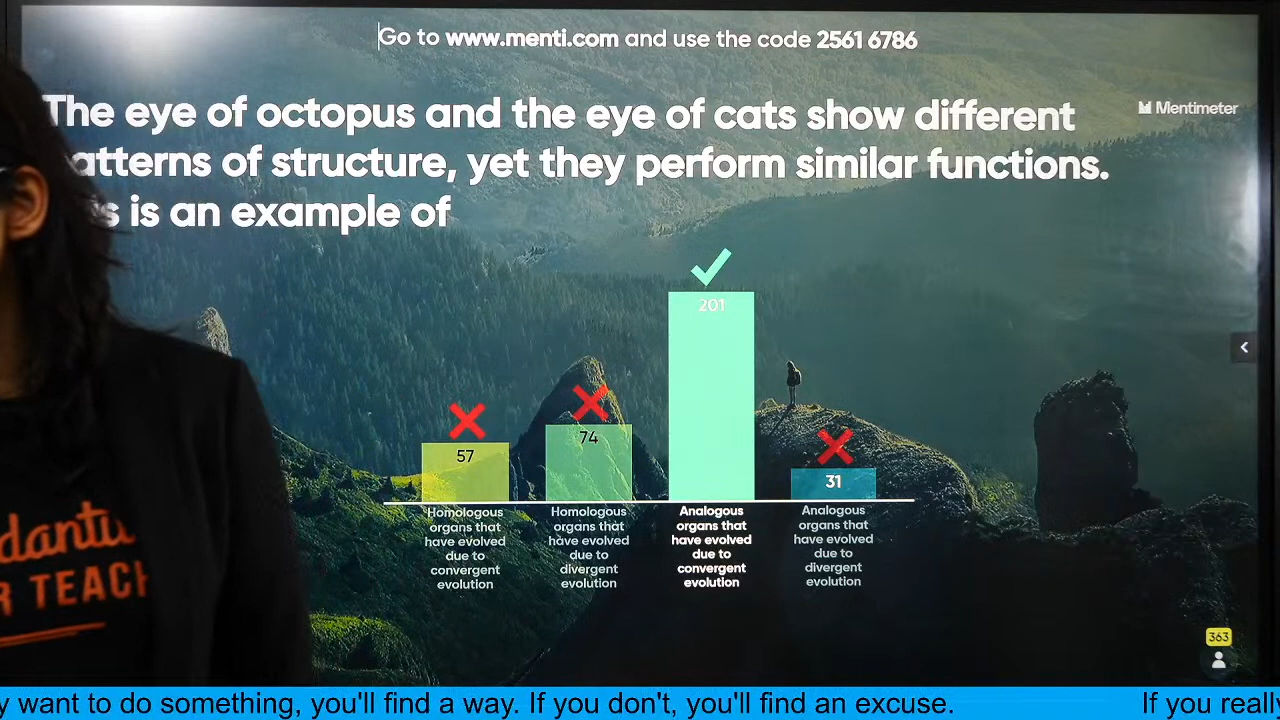 Go to www.menti.com and use the code 2561 6786
Mentimeter
The eye of octopus and the eye of cats show different
patterns of structure, yet they perform similar functions.
is an example of
201
74
57
31
Homologous
organs that
have evolved
due to
convergent
evolution
Homologous
organs that
have evolved
due to
divergent
evolution
Analogous
organs that
have evolved
due to
convergent
evolution
Analogous
organs that
have evolved
due to
divergent
evolution
363
want to do something, you'll find a way. If you don't, you'll find an excuse.
If you really